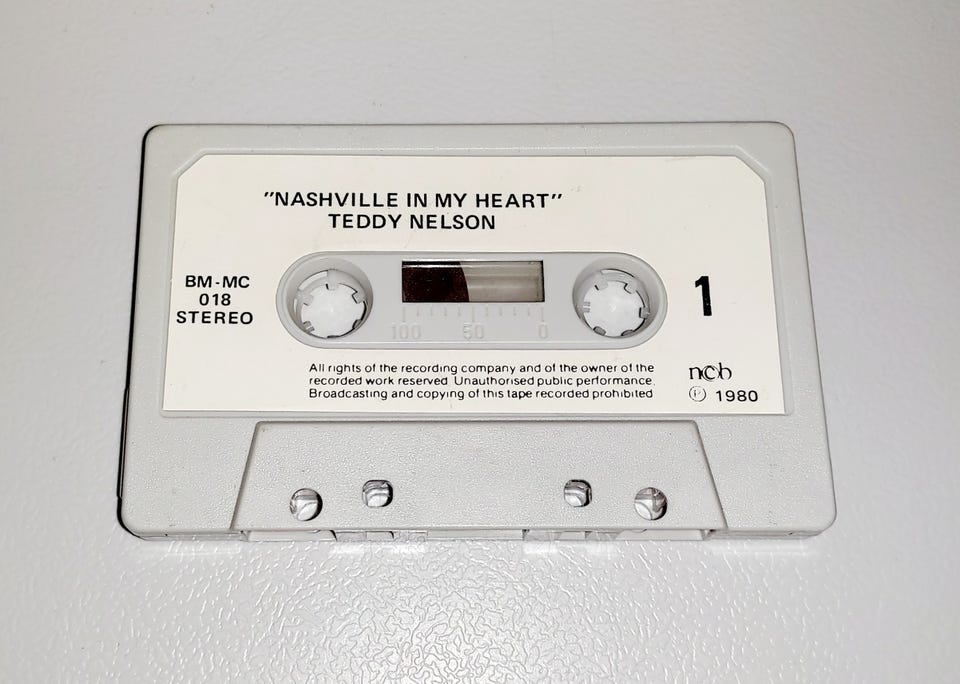 "NASHVILLE IN MY HEART"
TEDDY NELSON
BM-MC
018
STEREO
1
100 50 0
All rights of the recording company and of the owner of the
recorded work reserved. Unauthorised public performance.
Broadcasting and copying of this tape recorded prohibited
ncb
℗ 1980